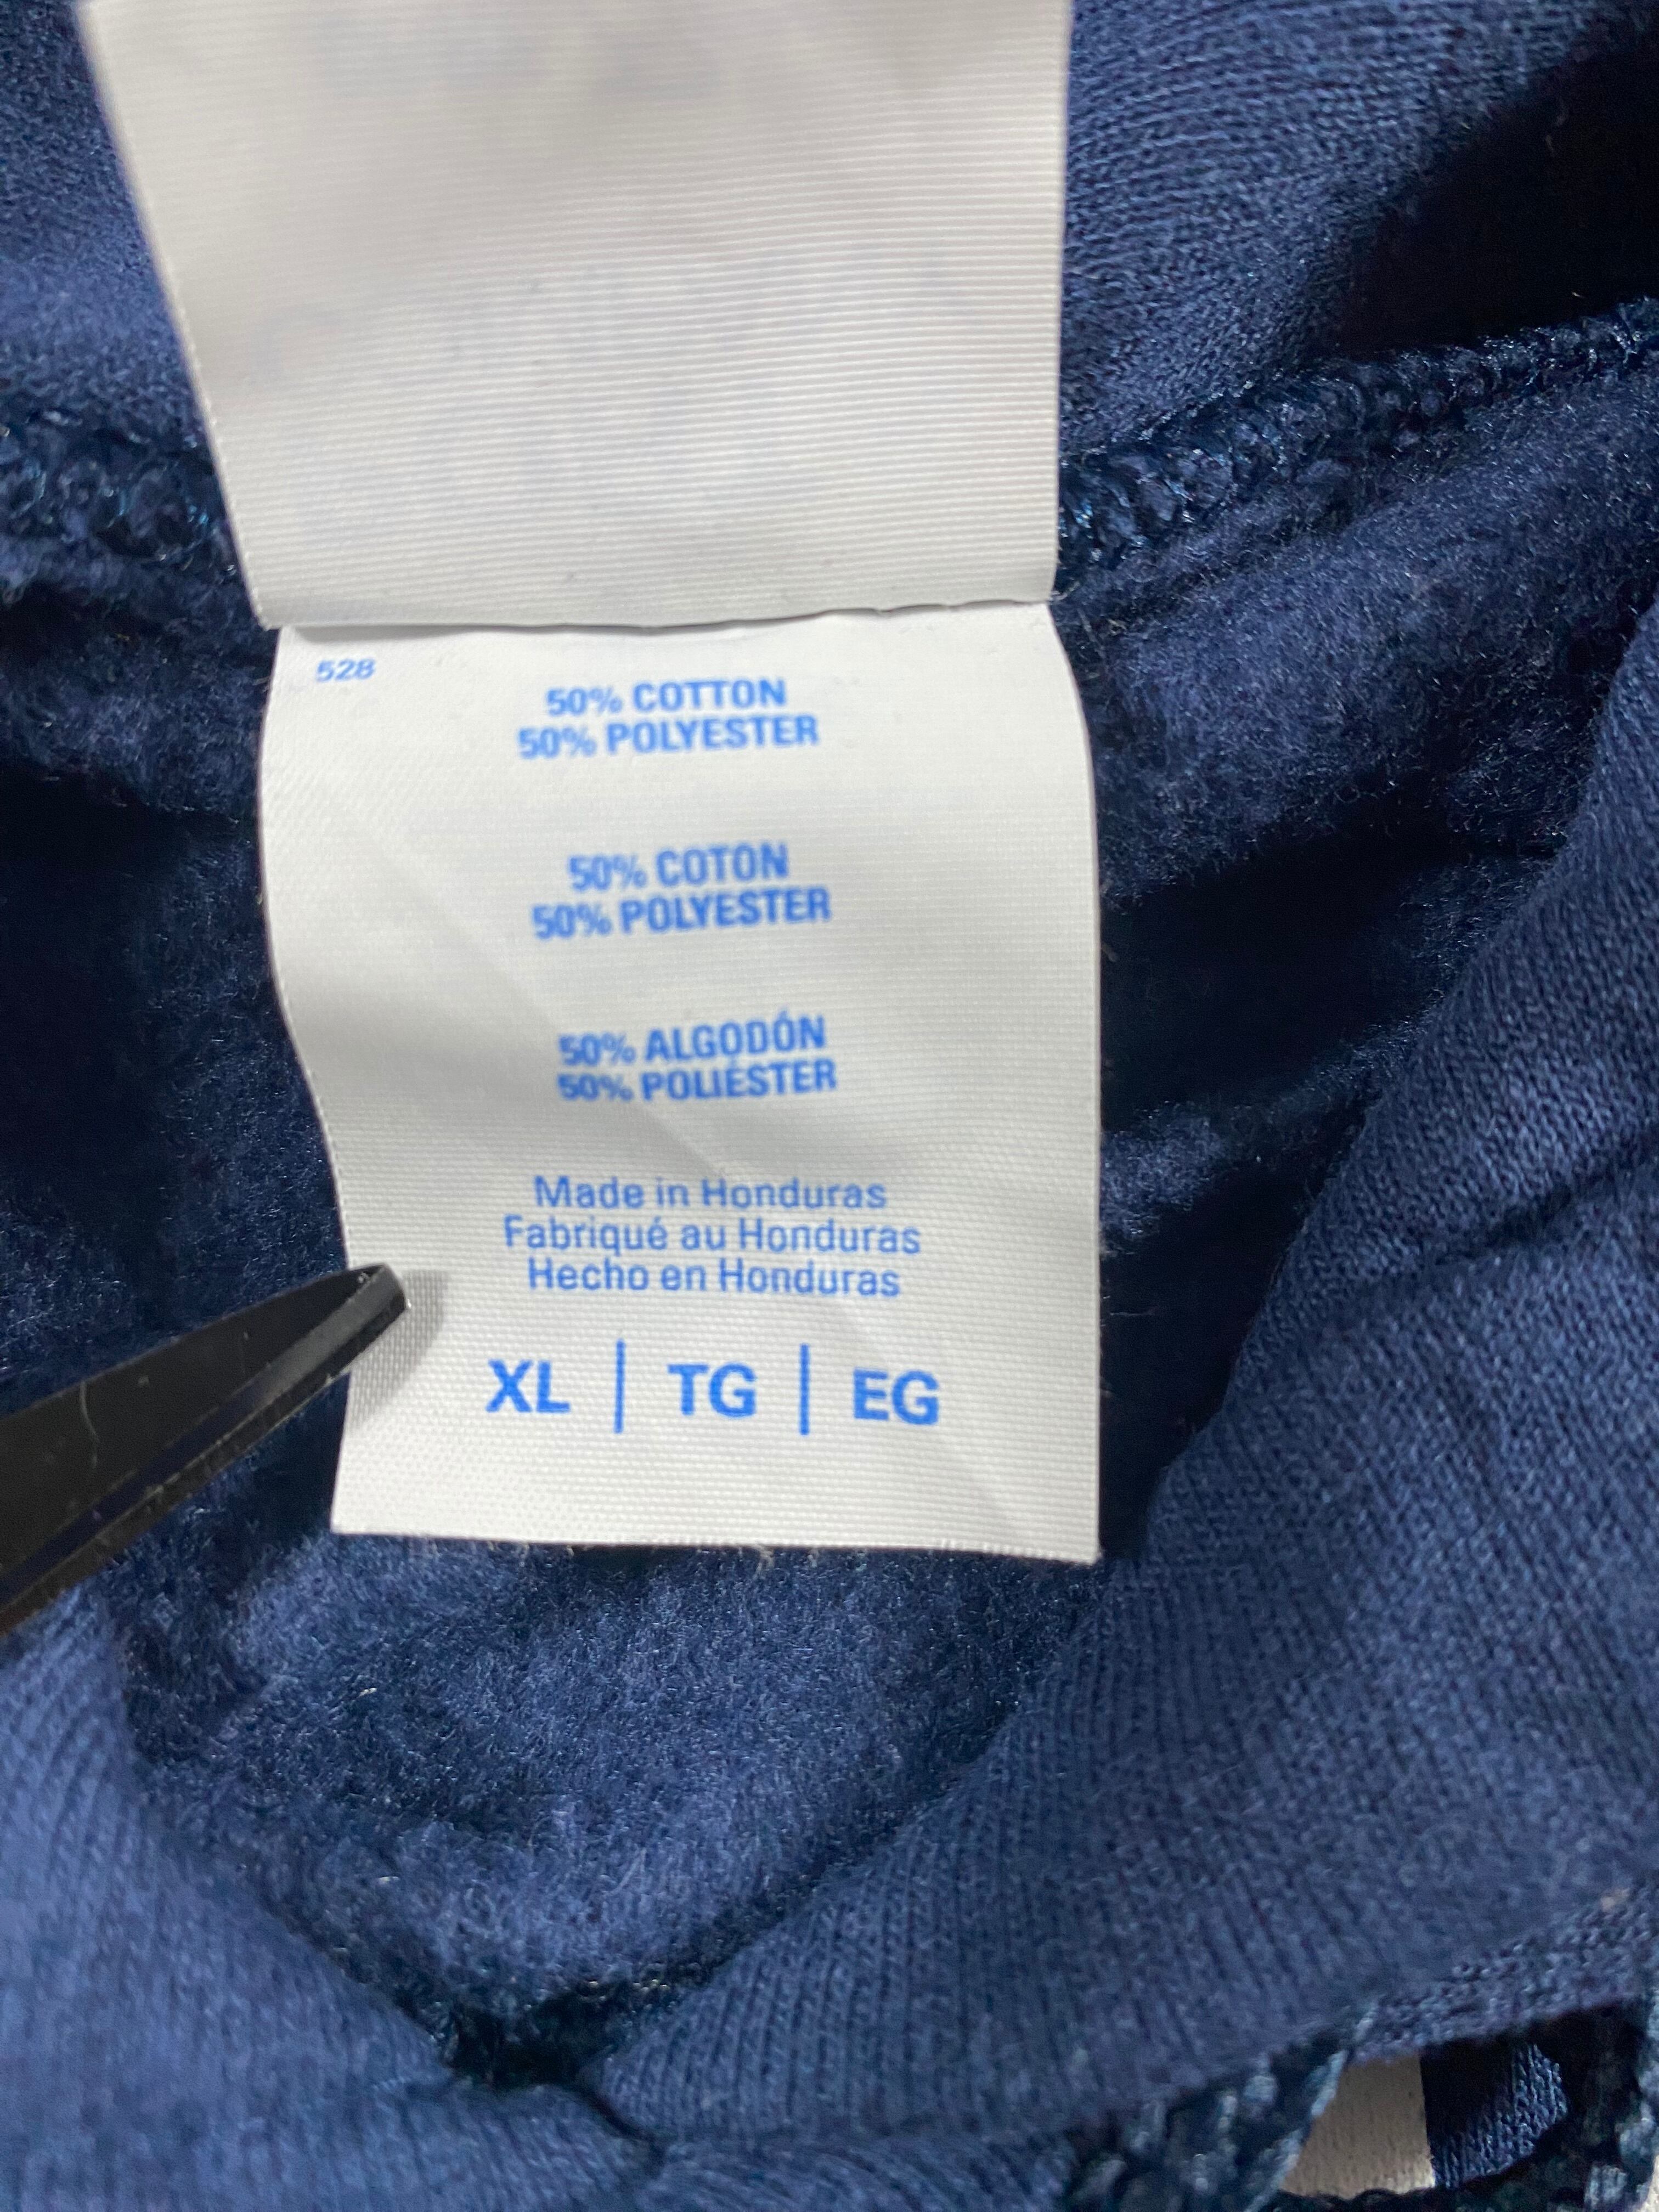 528
50% COTTON
50% POLYESTER
50% COTON
50% POLYESTER
50% ALGODÓN
50% POLIÉSTER
Made in Honduras
Fabriqué au Honduras
Hecho en Honduras
XL | TG | EG